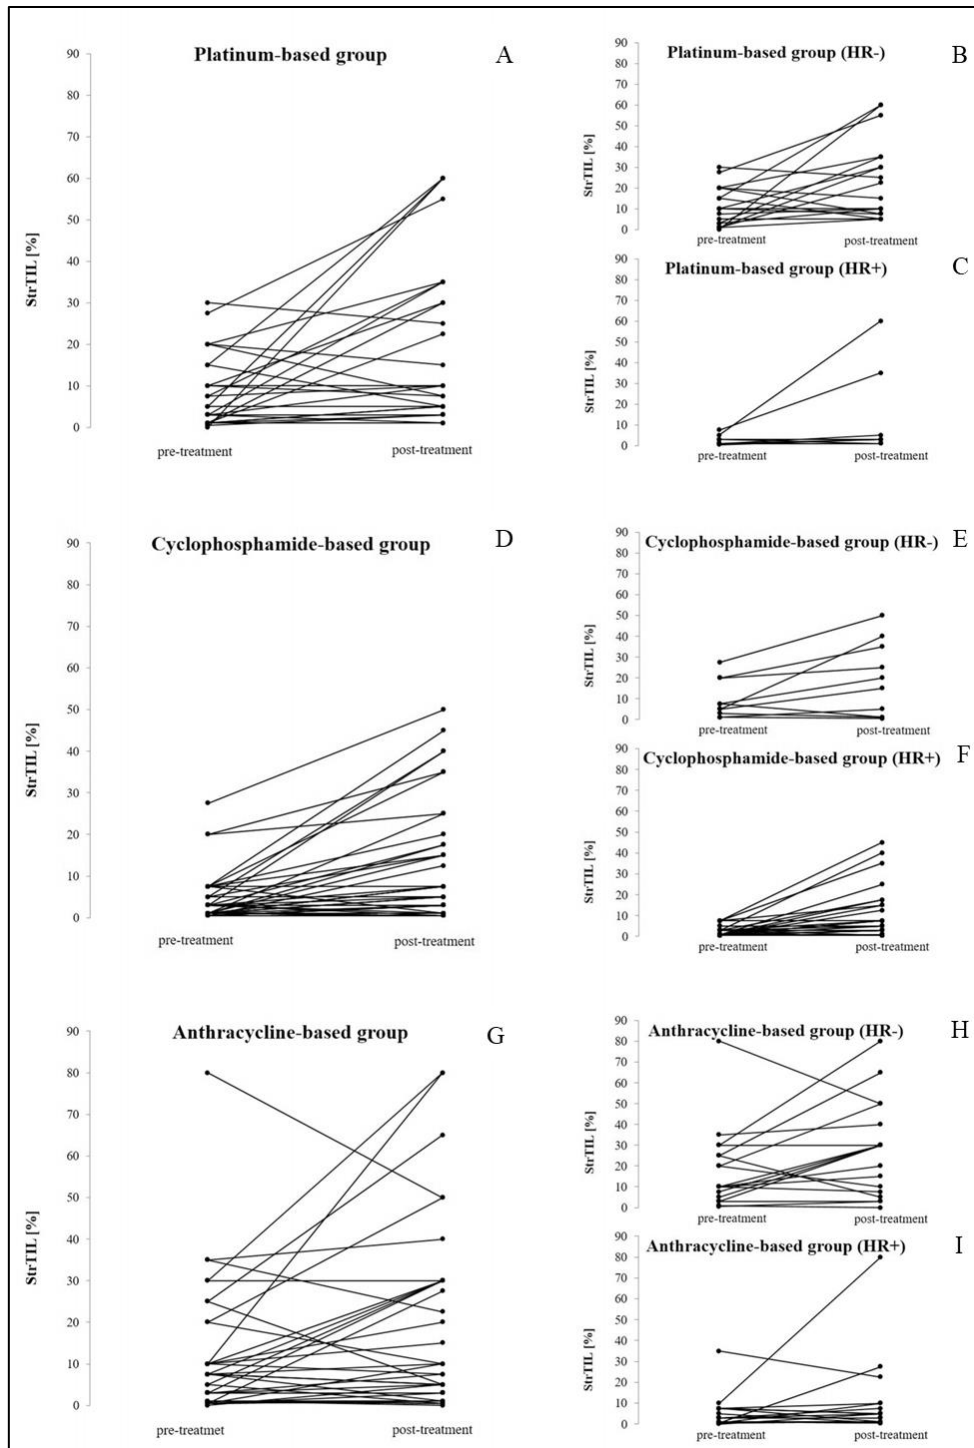 Platinum-based group
A
90
80
70
60
50
40
30
20
10
0
StrTIL [%]
pre-treatment
post-treatment
Platinum-based group (HR-)
B
90
80
70
60
50
40
30
20
10
0
StrTIL [%]
pre-treatment
post-treatment
Platinum-based group (HR+)
C
90
80
70
60
50
40
30
20
10
0
StrTIL [%]
pre-treatment
post-treatment
Cyclophosphamide-based group
D
90
80
70
60
50
40
30
20
10
0
StrTIL [%]
pre-treatment
post-treatment
Cyclophosphamide-based group (HR-)
E
90
80
70
60
50
40
30
20
10
0
StrTIL [%]
pre-treatment
post-treatment
Cyclophosphamide-based group (HR+)
F
90
80
70
60
50
40
30
20
10
0
StrTIL [%]
pre-treatment
post-treatment
Anthracycline-based group
G
90
80
70
60
50
40
30
20
10
0
StrTIL [%]
pre-treatmet
post-treatment
Anthracycline-based group (HR-)
H
90
80
70
60
50
40
30
20
10
0
StrTIL [%]
pre-treatment
post-treatment
Anthracycline-based group (HR+)
I
90
80
70
60
50
40
30
20
10
0
StrTIL [%]
pre-treatment
post-treatment